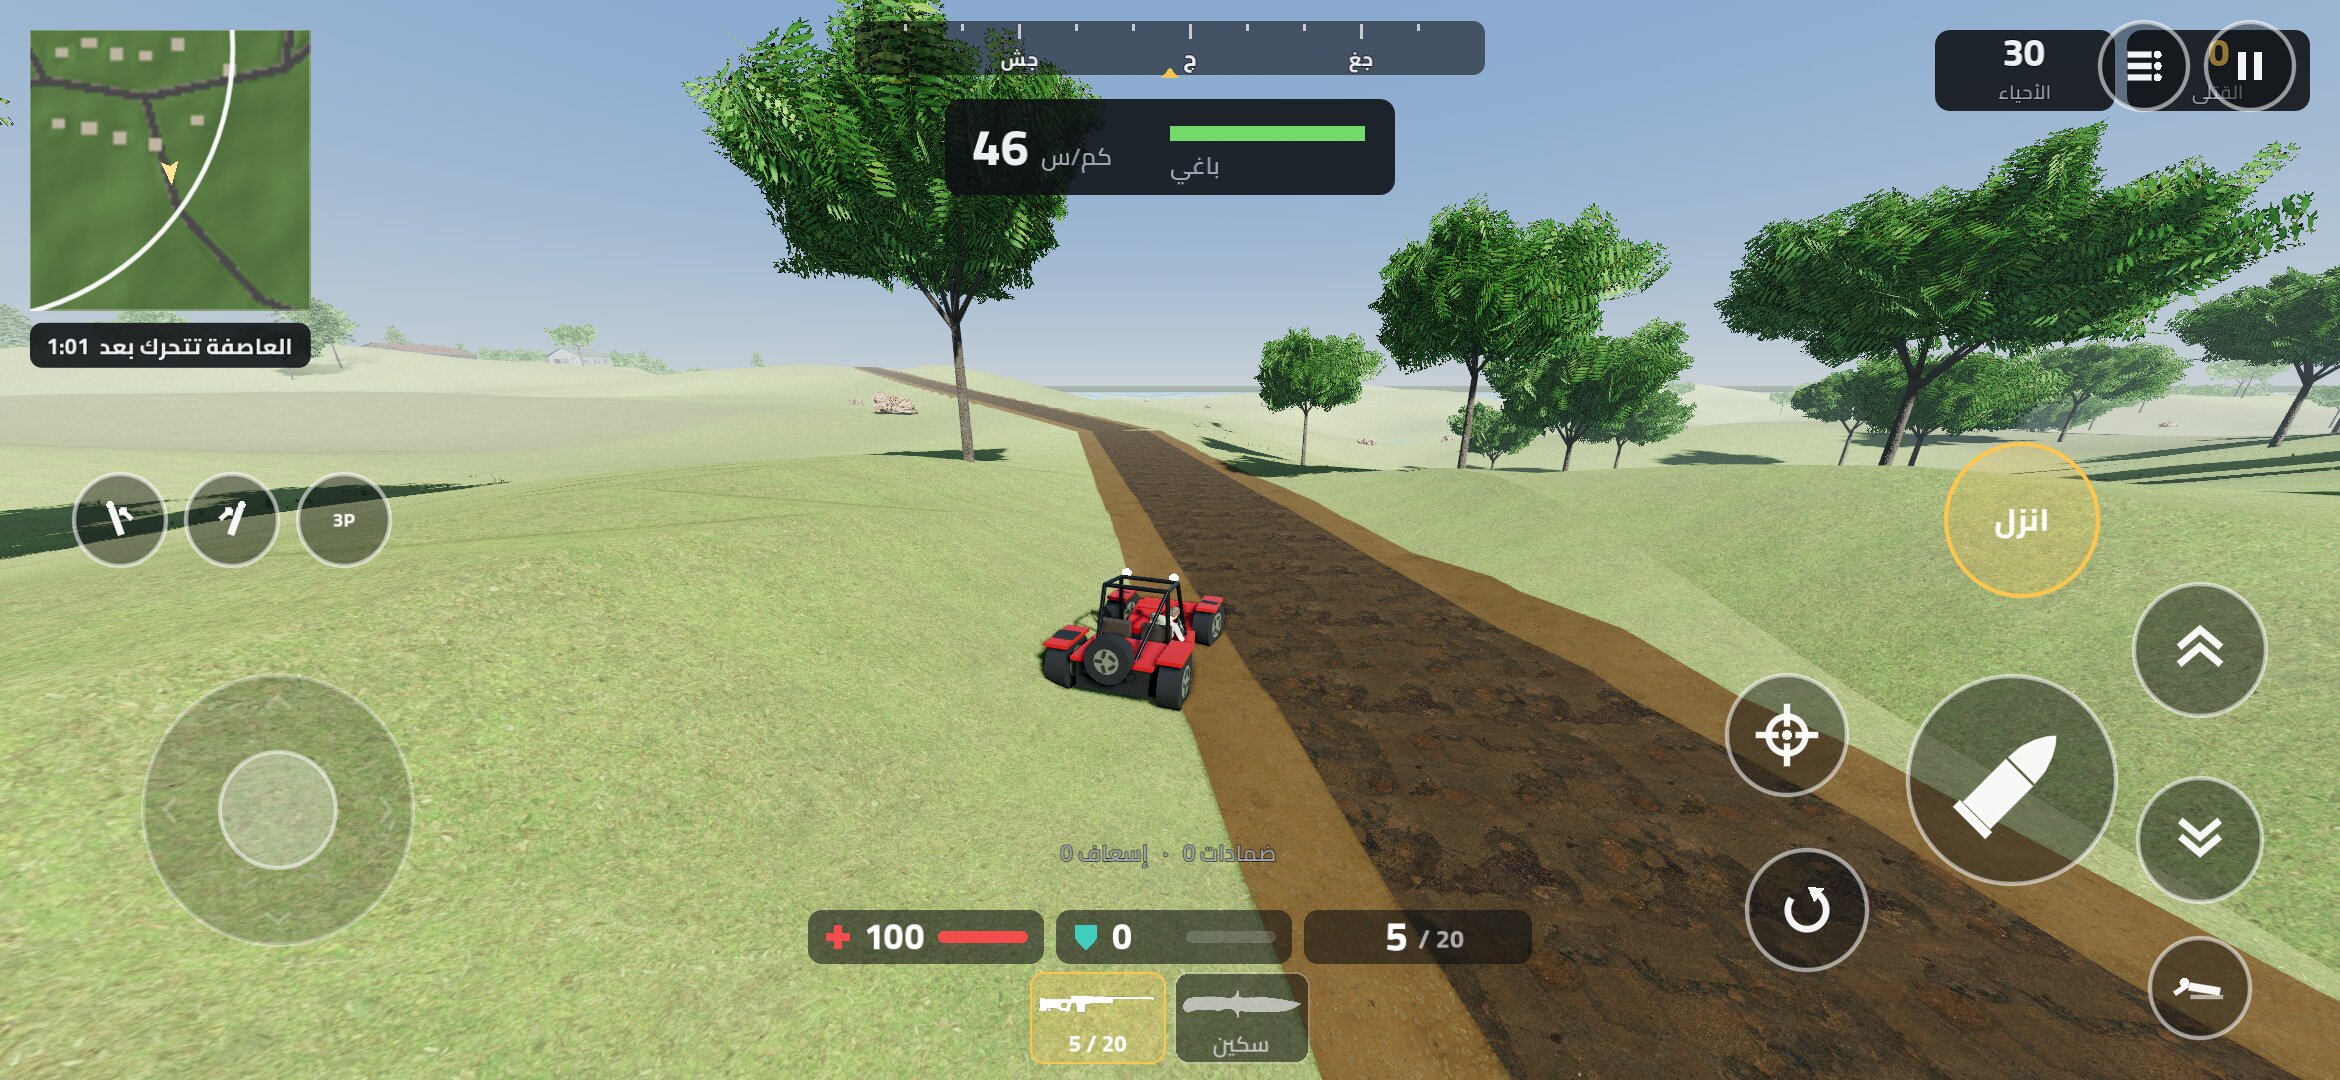 جش
ج
جغ
46 كم/س
باغي
30
الأحياء
0
القتلى
العاصفة تتحرك بعد 1:01
3P
انزل
ضمادات 0 · إسعاف 0
100
0
5 / 20
5 / 20
سكين